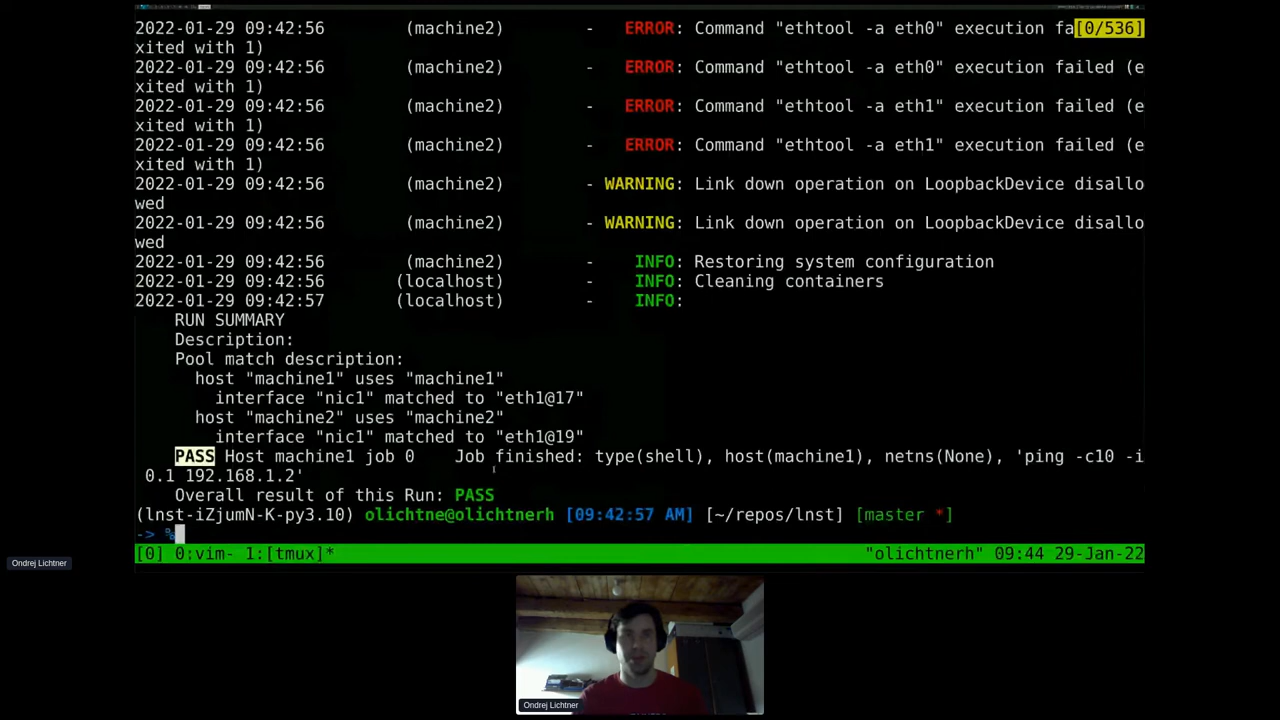 2022-01-29 09:42:56 (machine2) - ERROR: Command "ethtool -a eth0" execution fa[0/536]
xited with 1)
2022-01-29 09:42:56 (machine2) - ERROR: Command "ethtool -a eth0" execution failed (e
xited with 1)
2022-01-29 09:42:56 (machine2) - ERROR: Command "ethtool -a eth1" execution failed (e
xited with 1)
2022-01-29 09:42:56 (machine2) - ERROR: Command "ethtool -a eth1" execution failed (e
xited with 1)
2022-01-29 09:42:56 (machine2) - WARNING: Link down operation on LoopbackDevice disallo
wed
2022-01-29 09:42:56 (machine2) - WARNING: Link down operation on LoopbackDevice disallo
wed
2022-01-29 09:42:56 (machine2) - INFO: Restoring system configuration
2022-01-29 09:42:56 (localhost) - INFO: Cleaning containers
2022-01-29 09:42:57 (localhost) - INFO:
RUN SUMMARY
Description:
Pool match description:
host "machine1" uses "machine1"
interface "nic1" matched to "eth1@17"
host "machine2" uses "machine2"
interface "nic1" matched to "eth1@19"
PASS Host machine1 job 0 Job finished: type(shell), host(machine1), netns(None), 'ping -c10 -i
0.1 192.168.1.2'
Overall result of this Run: PASS
(lnst-iZjumN-K-py3.10) olichtne@olichtnerh [09:42:57 AM] [~/repos/lnst] [master *]
-> %
[0] 0:vim- 1:[tmux]* "olichtnerh" 09:44 29-Jan-22
Ondrej Lichtner
Ondrej Lichtner